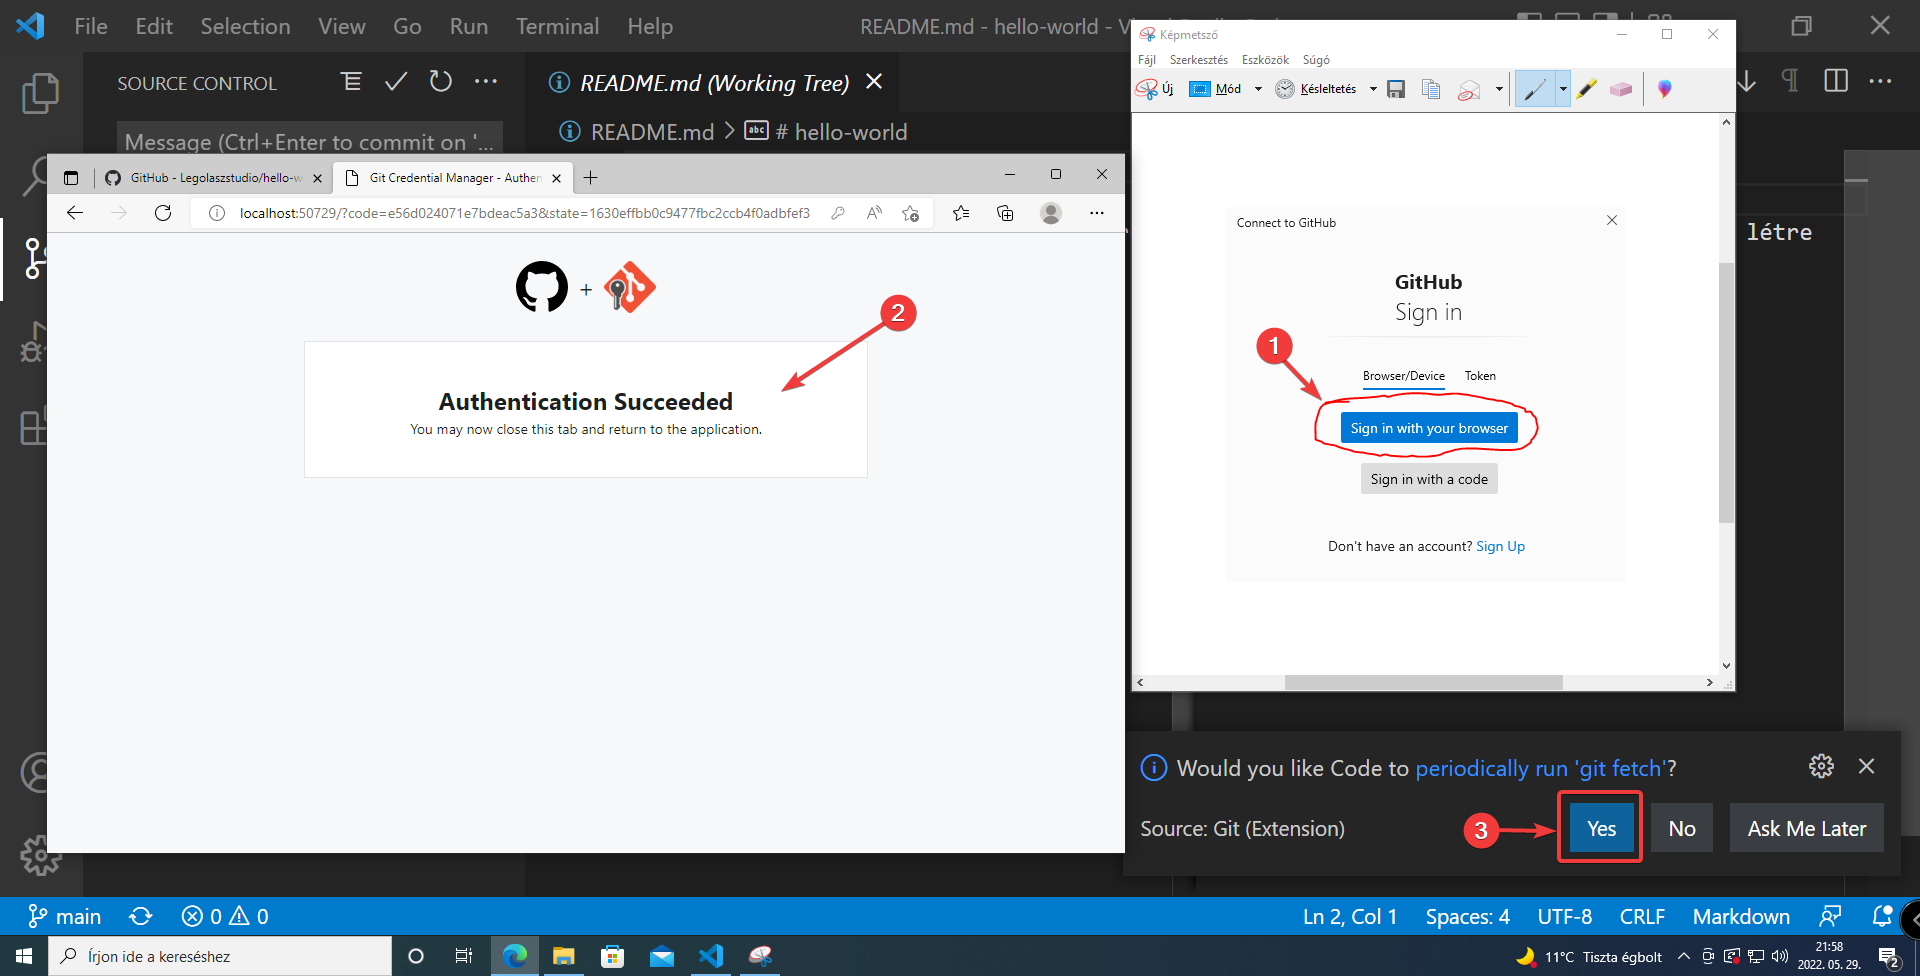 File Edit Selection View Go Run Terminal Help
README.md - hello-world - V
SOURCE CONTROL
Message (Ctrl+Enter to commit on '...
README.md (Working Tree)
README.md > abc # hello-world
létre
GitHub - Legolaszstudio/hello-w
Git Credential Manager - Authen
localhost:50729/?code=e56d024071e7bdeac5a3&state=1630effbb0c9477fbc2ccb4f0adbfef3
+
2
Authentication Succeeded
You may now close this tab and return to the application.
Képmetsző
Fájl Szerkesztés Eszközök Súgó
Új Mód Késleltetés
Connect to GitHub
GitHub
Sign in
1
Browser/Device Token
Sign in with your browser
Sign in with a code
Don't have an account? Sign Up
Would you like Code to periodically run 'git fetch'?
Source: Git (Extension)
3
Yes No Ask Me Later
main 0 0
Ln 2, Col 1 Spaces: 4 UTF-8 CRLF Markdown
Írjon ide a kereséshez
11°C Tiszta égbolt
21:58
2022. 05. 29.
2